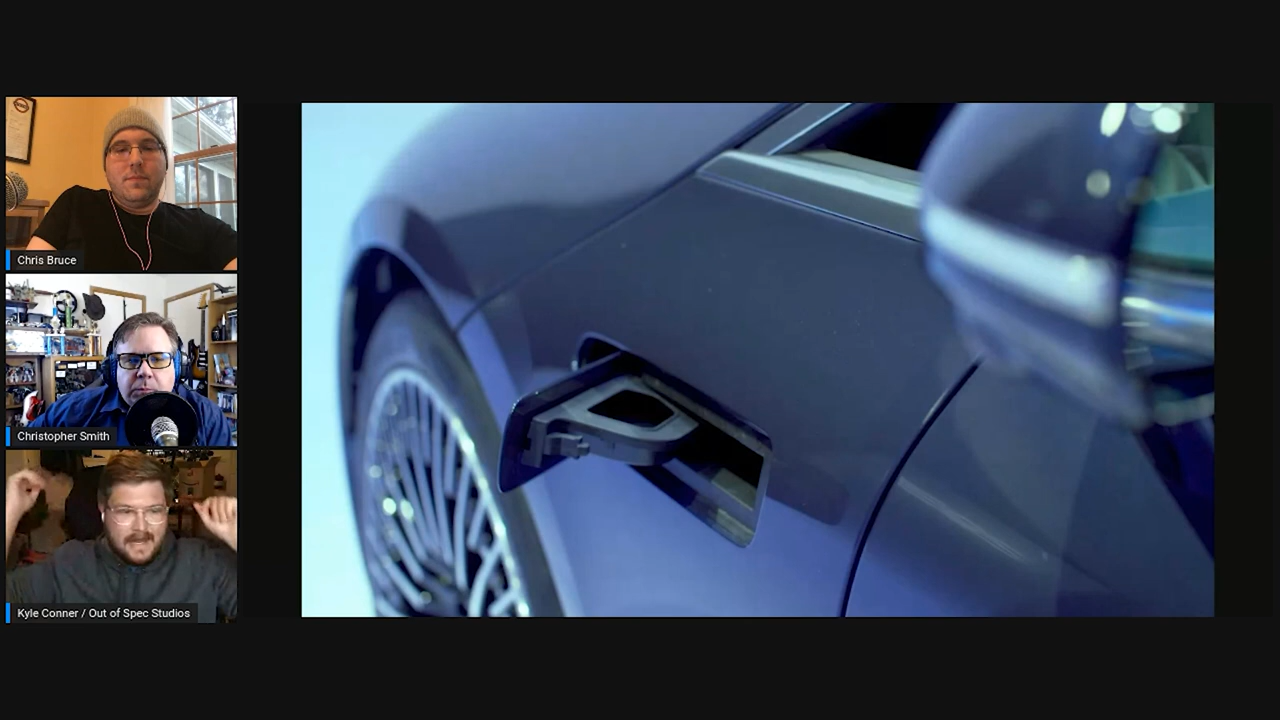 Chris Bruce
Christopher Smith
Kyle Conner / Out of Spec Studios